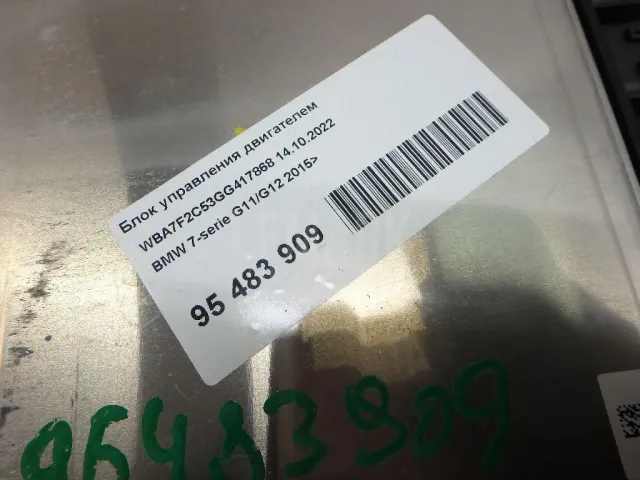 Блок управления двигателем
WBA7F2C53GG417868 14.10.2022
BMW 7-serie G11/G12 2015>
95 483 909
95483909